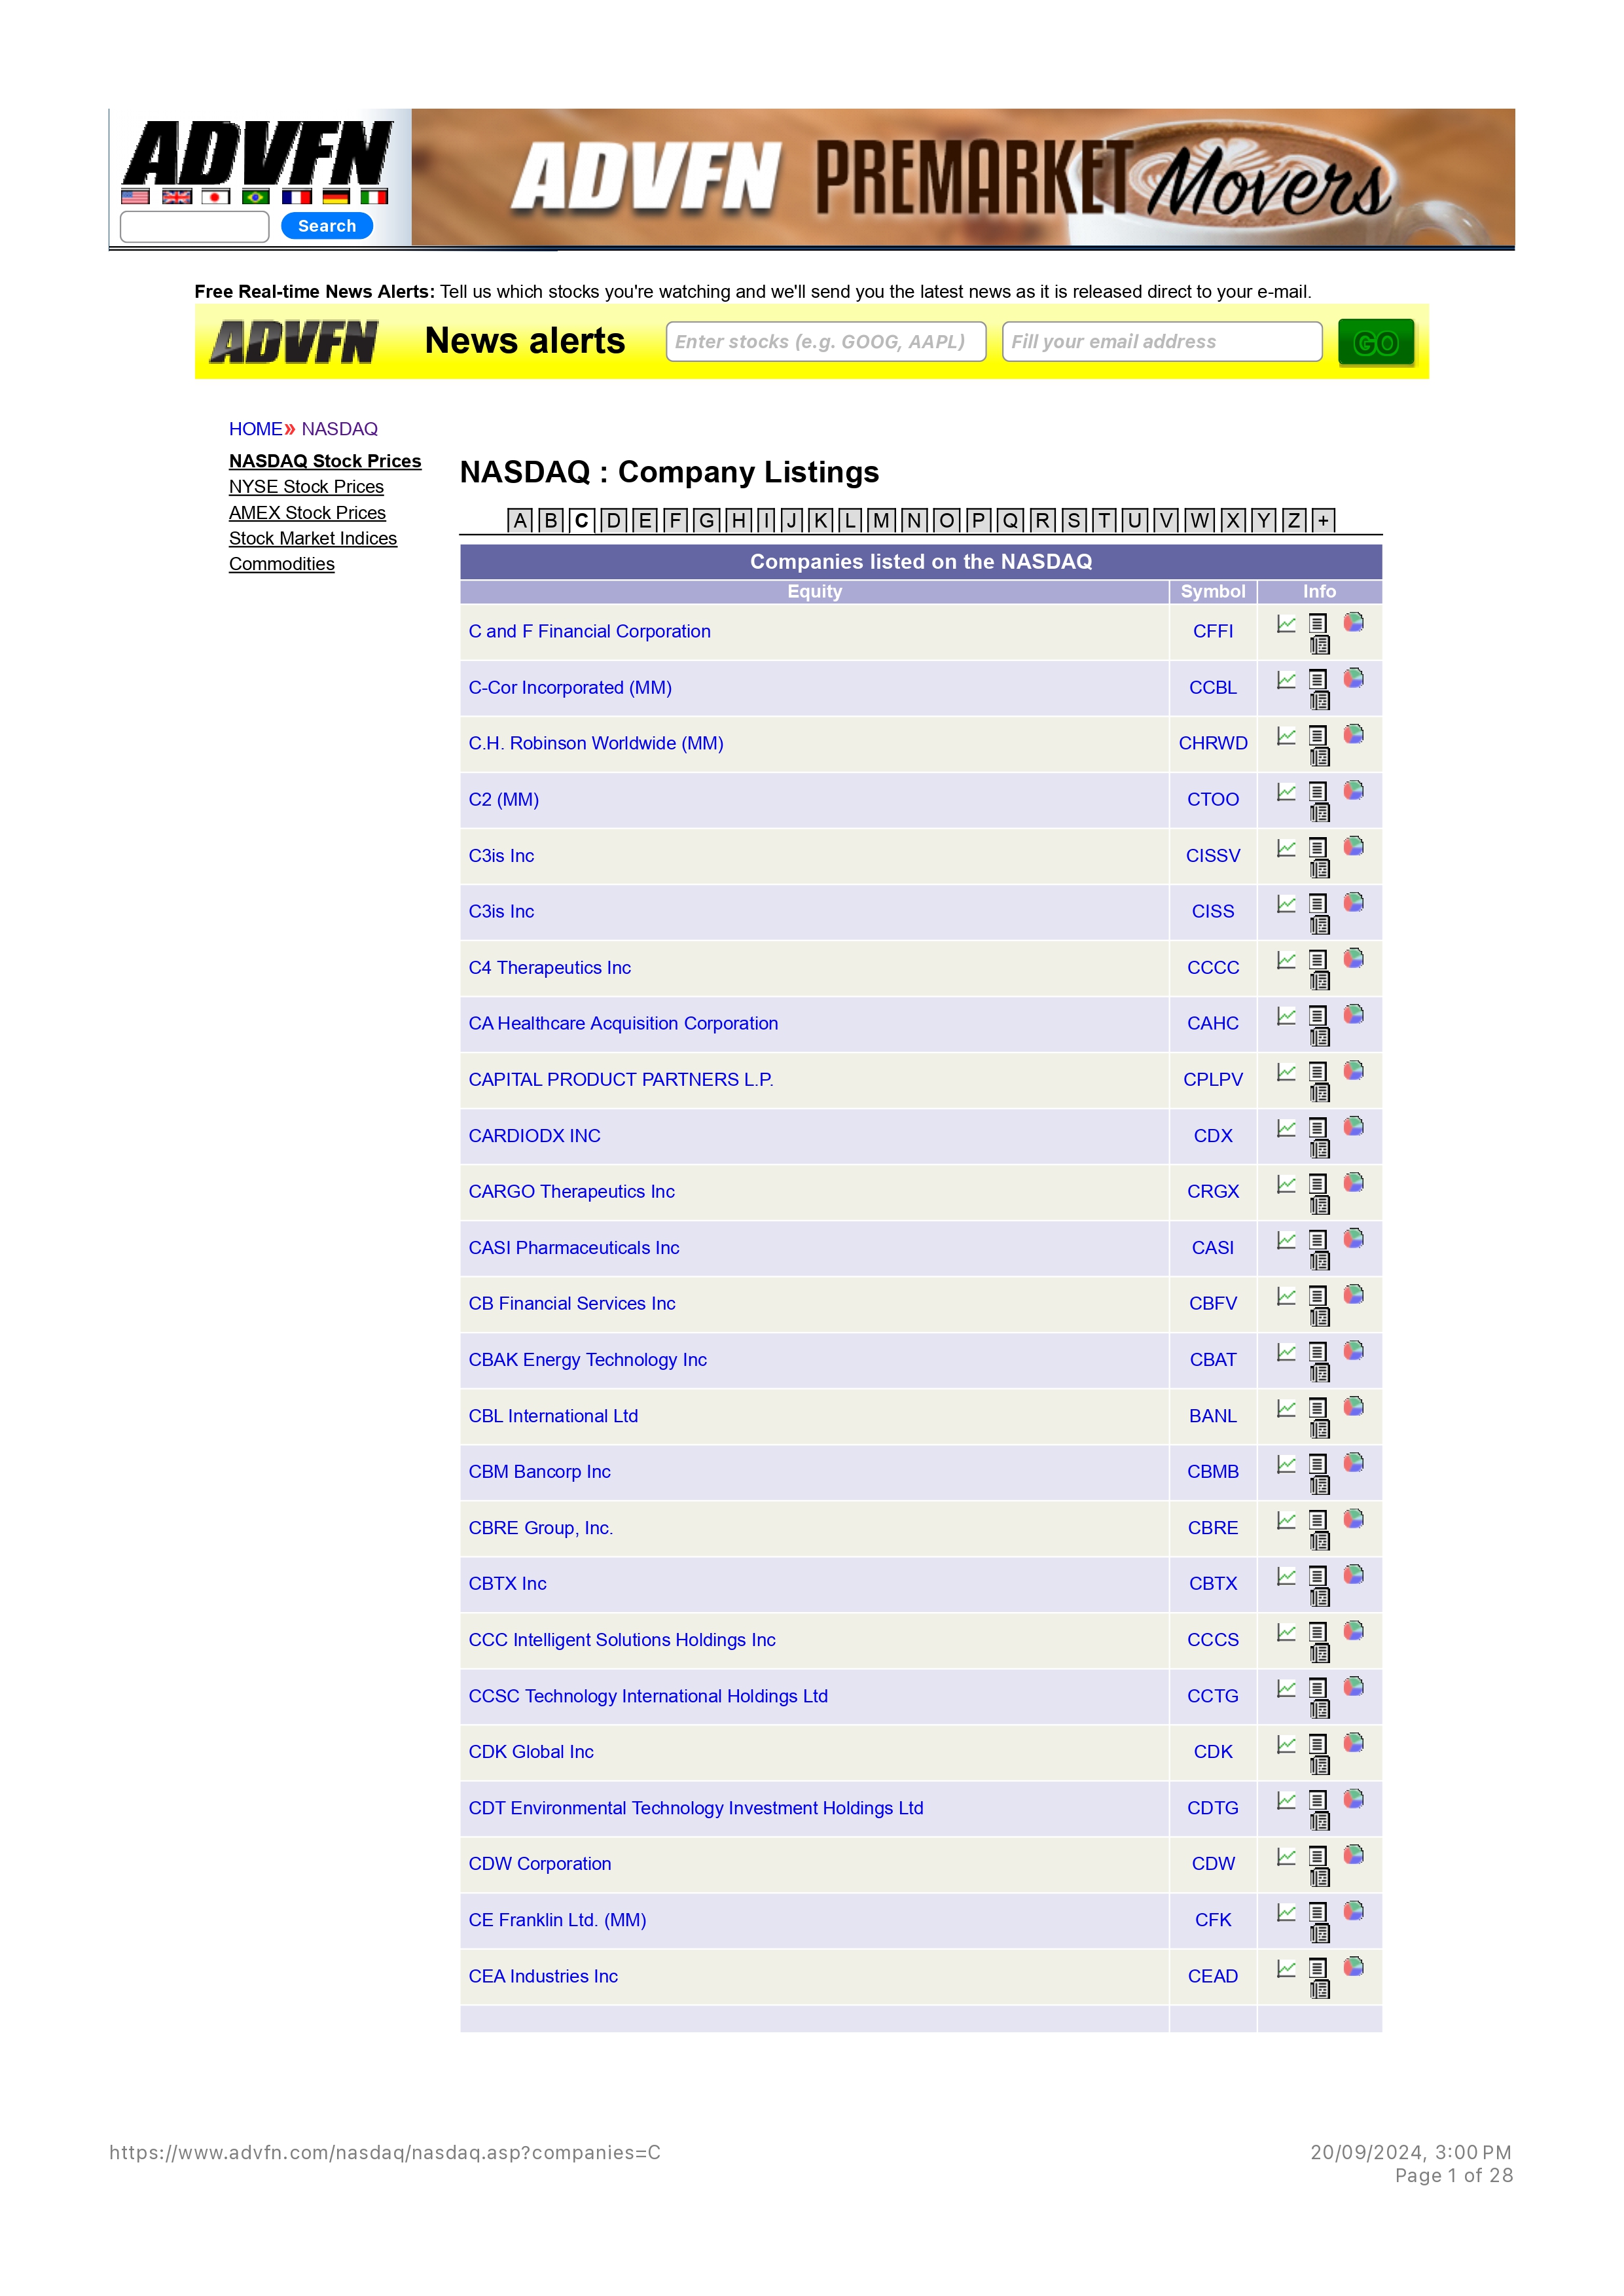 ADVFN
ADVFN PREMARKET Movers
Search
Free Real-time News Alerts: Tell us which stocks you're watching and we'll send you the latest news as it is released direct to your e-mail.
ADVFN News alerts Enter stocks (e.g. GOOG, AAPL) Fill your email address GO
HOME» NASDAQ
NASDAQ Stock Prices
NYSE Stock Prices
AMEX Stock Prices
Stock Market Indices
Commodities
NASDAQ : Company Listings
A B C D E F G H I J K L M N O P Q R S T U V W X Y Z +
Companies listed on the NASDAQ
Equity Symbol Info
C and F Financial Corporation CFFI
C-Cor Incorporated (MM) CCBL
C.H. Robinson Worldwide (MM) CHRWD
C2 (MM) CTOO
C3is Inc CISSV
C3is Inc CISS
C4 Therapeutics Inc CCCC
CA Healthcare Acquisition Corporation CAHC
CAPITAL PRODUCT PARTNERS L.P. CPLPV
CARDIODX INC CDX
CARGO Therapeutics Inc CRGX
CASI Pharmaceuticals Inc CASI
CB Financial Services Inc CBFV
CBAK Energy Technology Inc CBAT
CBL International Ltd BANL
CBM Bancorp Inc CBMB
CBRE Group, Inc. CBRE
CBTX Inc CBTX
CCC Intelligent Solutions Holdings Inc CCCS
CCSC Technology International Holdings Ltd CCTG
CDK Global Inc CDK
CDT Environmental Technology Investment Holdings Ltd CDTG
CDW Corporation CDW
CE Franklin Ltd. (MM) CFK
CEA Industries Inc CEAD
https://www.advfn.com/nasdaq/nasdaq.asp?companies=C
20/09/2024, 3:00 PM
Page 1 of 28